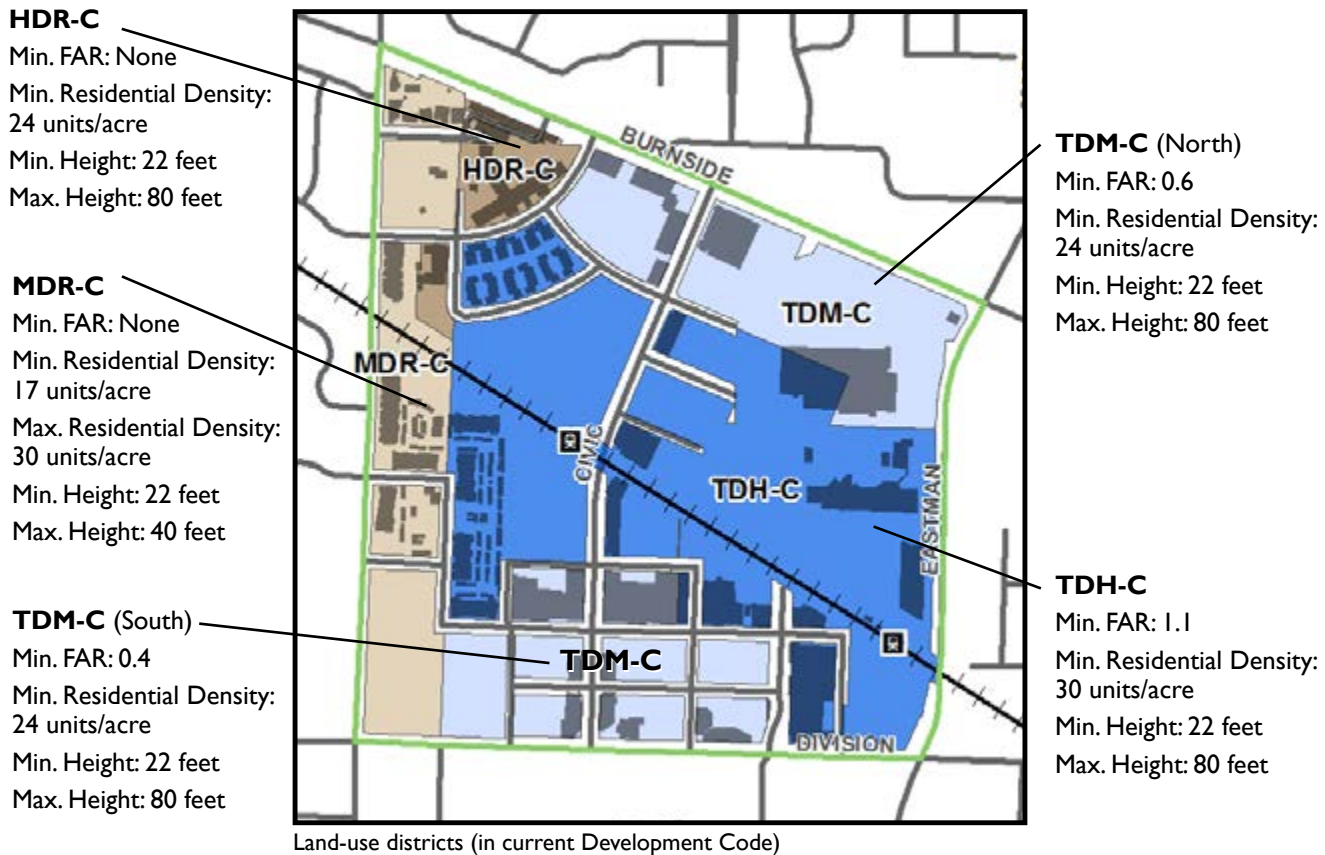 HDR-C
Min. FAR: None
Min. Residential Density:
24 units/acre
Min. Height: 22 feet
Max. Height: 80 feet
MDR-C
Min. FAR: None
Min. Residential Density:
17 units/acre
Max. Residential Density:
30 units/acre
Min. Height: 22 feet
Max. Height: 40 feet
TDM-C (South)
Min. FAR: 0.4
Min. Residential Density:
24 units/acre
Min. Height: 22 feet
Max. Height: 80 feet
BURNSIDE
HDR-C
TDM-C
MDR-C
CIVIC
TDH-C
EASTMAN
TDM-C
DIVISION
TDM-C (North)
Min. FAR: 0.6
Min. Residential Density:
24 units/acre
Min. Height: 22 feet
Max. Height: 80 feet
TDH-C
Min. FAR: 1.1
Min. Residential Density:
30 units/acre
Min. Height: 22 feet
Max. Height: 80 feet
Land-use districts (in current Development Code)